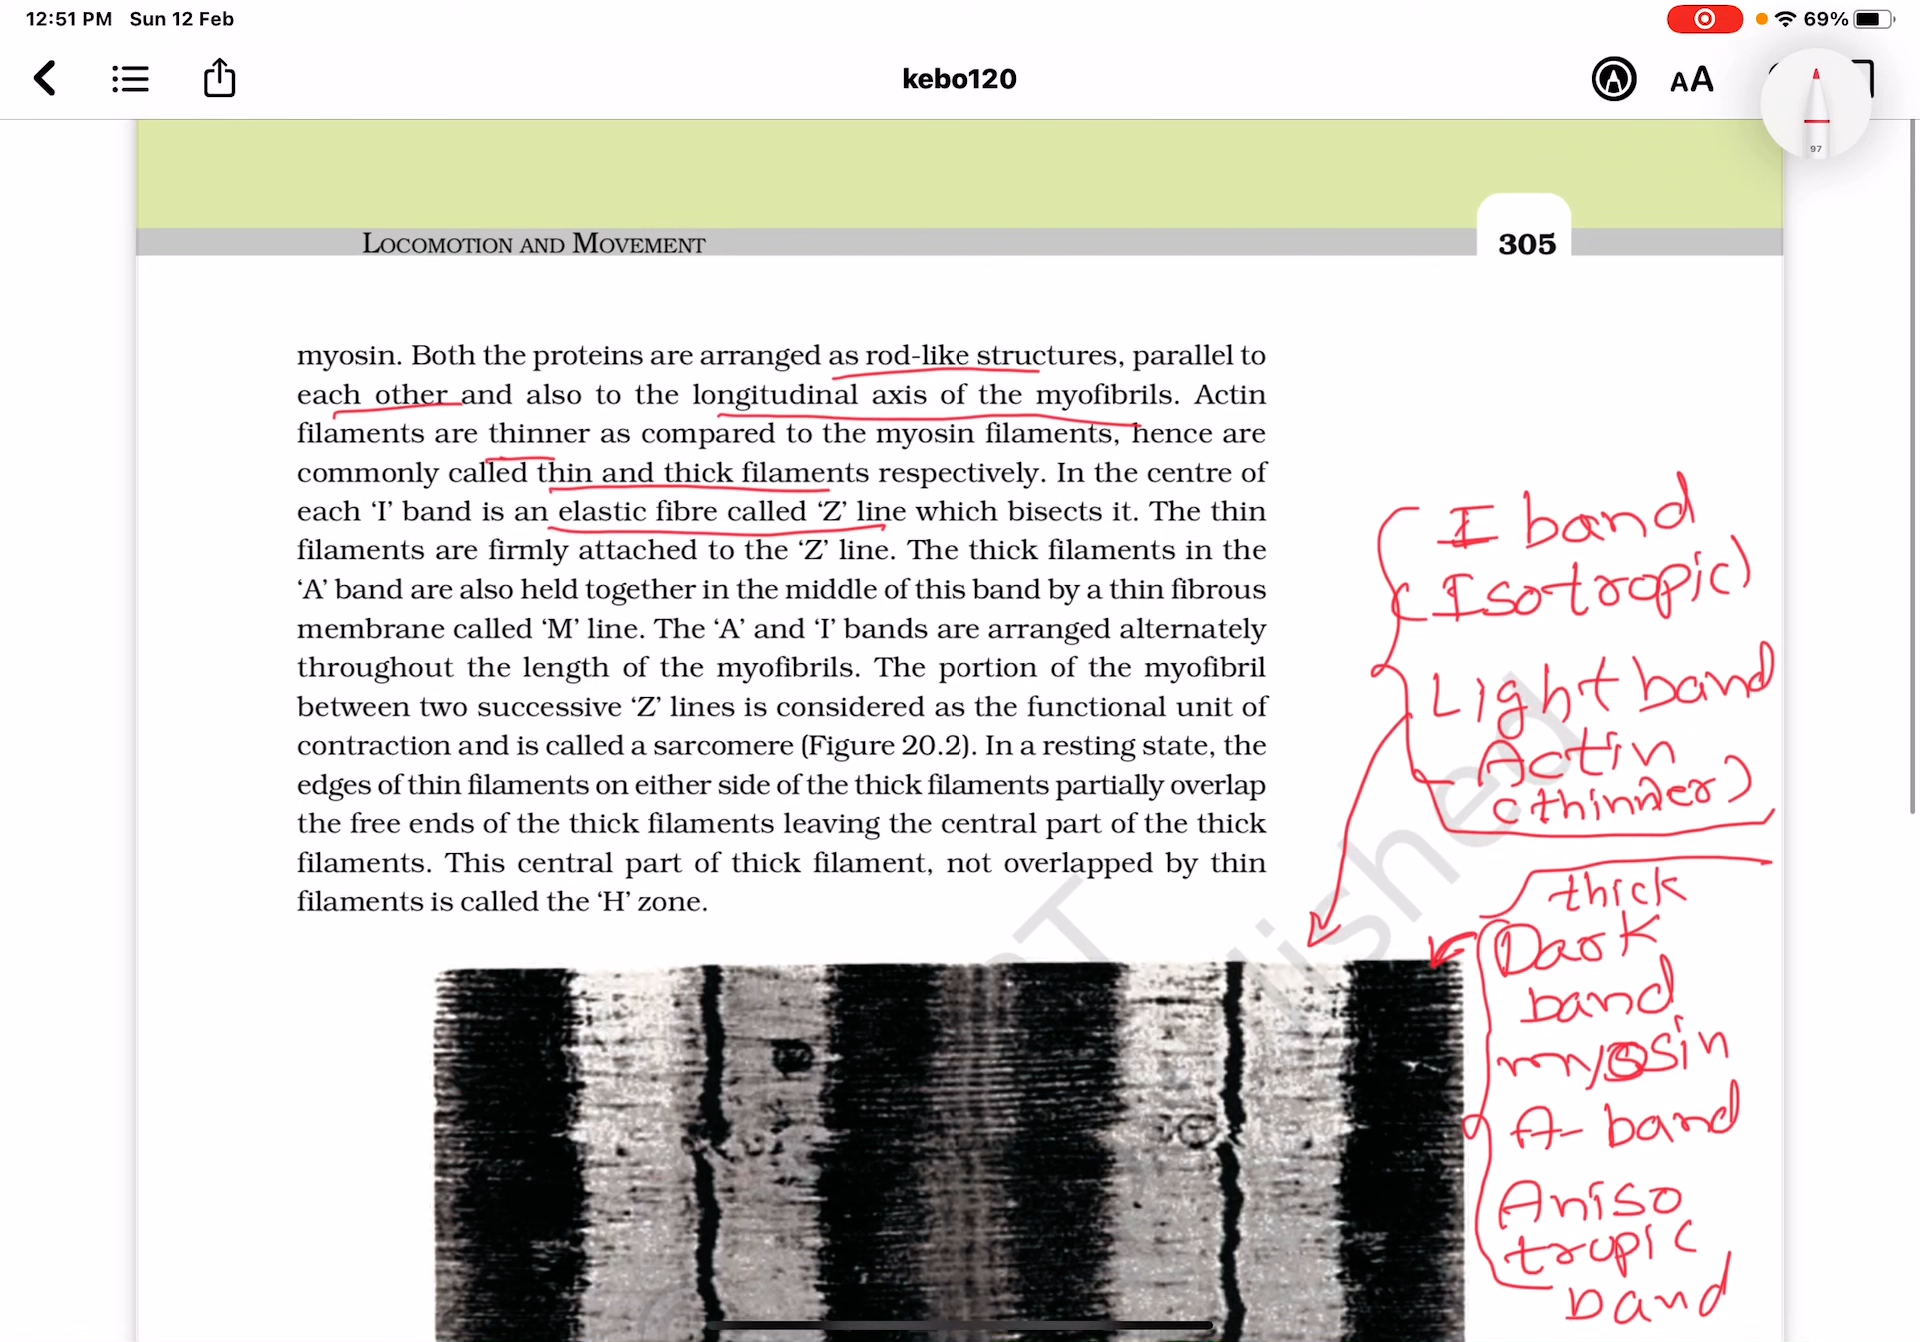 12:51 PM Sun 12 Feb
69%
kebo120
AA
97
LOCOMOTION AND MOVEMENT
305
myosin. Both the proteins are arranged as rod-like structures, parallel to
each other and also to the longitudinal axis of the myofibrils. Actin
filaments are thinner as compared to the myosin filaments, hence are
commonly called thin and thick filaments respectively. In the centre of
each ‘I’ band is an elastic fibre called ‘Z’ line which bisects it. The thin
filaments are firmly attached to the ‘Z’ line. The thick filaments in the
‘A’ band are also held together in the middle of this band by a thin fibrous
membrane called ‘M’ line. The ‘A’ and ‘I’ bands are arranged alternately
throughout the length of the myofibrils. The portion of the myofibril
between two successive ‘Z’ lines is considered as the functional unit of
contraction and is called a sarcomere (Figure 20.2). In a resting state, the
edges of thin filaments on either side of the thick filaments partially overlap
the free ends of the thick filaments leaving the central part of the thick
filaments. This central part of thick filament, not overlapped by thin
filaments is called the ‘H’ zone.
I band
(Isotropic)
Light band
Actin
(thinner)
thick
Dark
band
myosin
A- band
Aniso
tropic
band